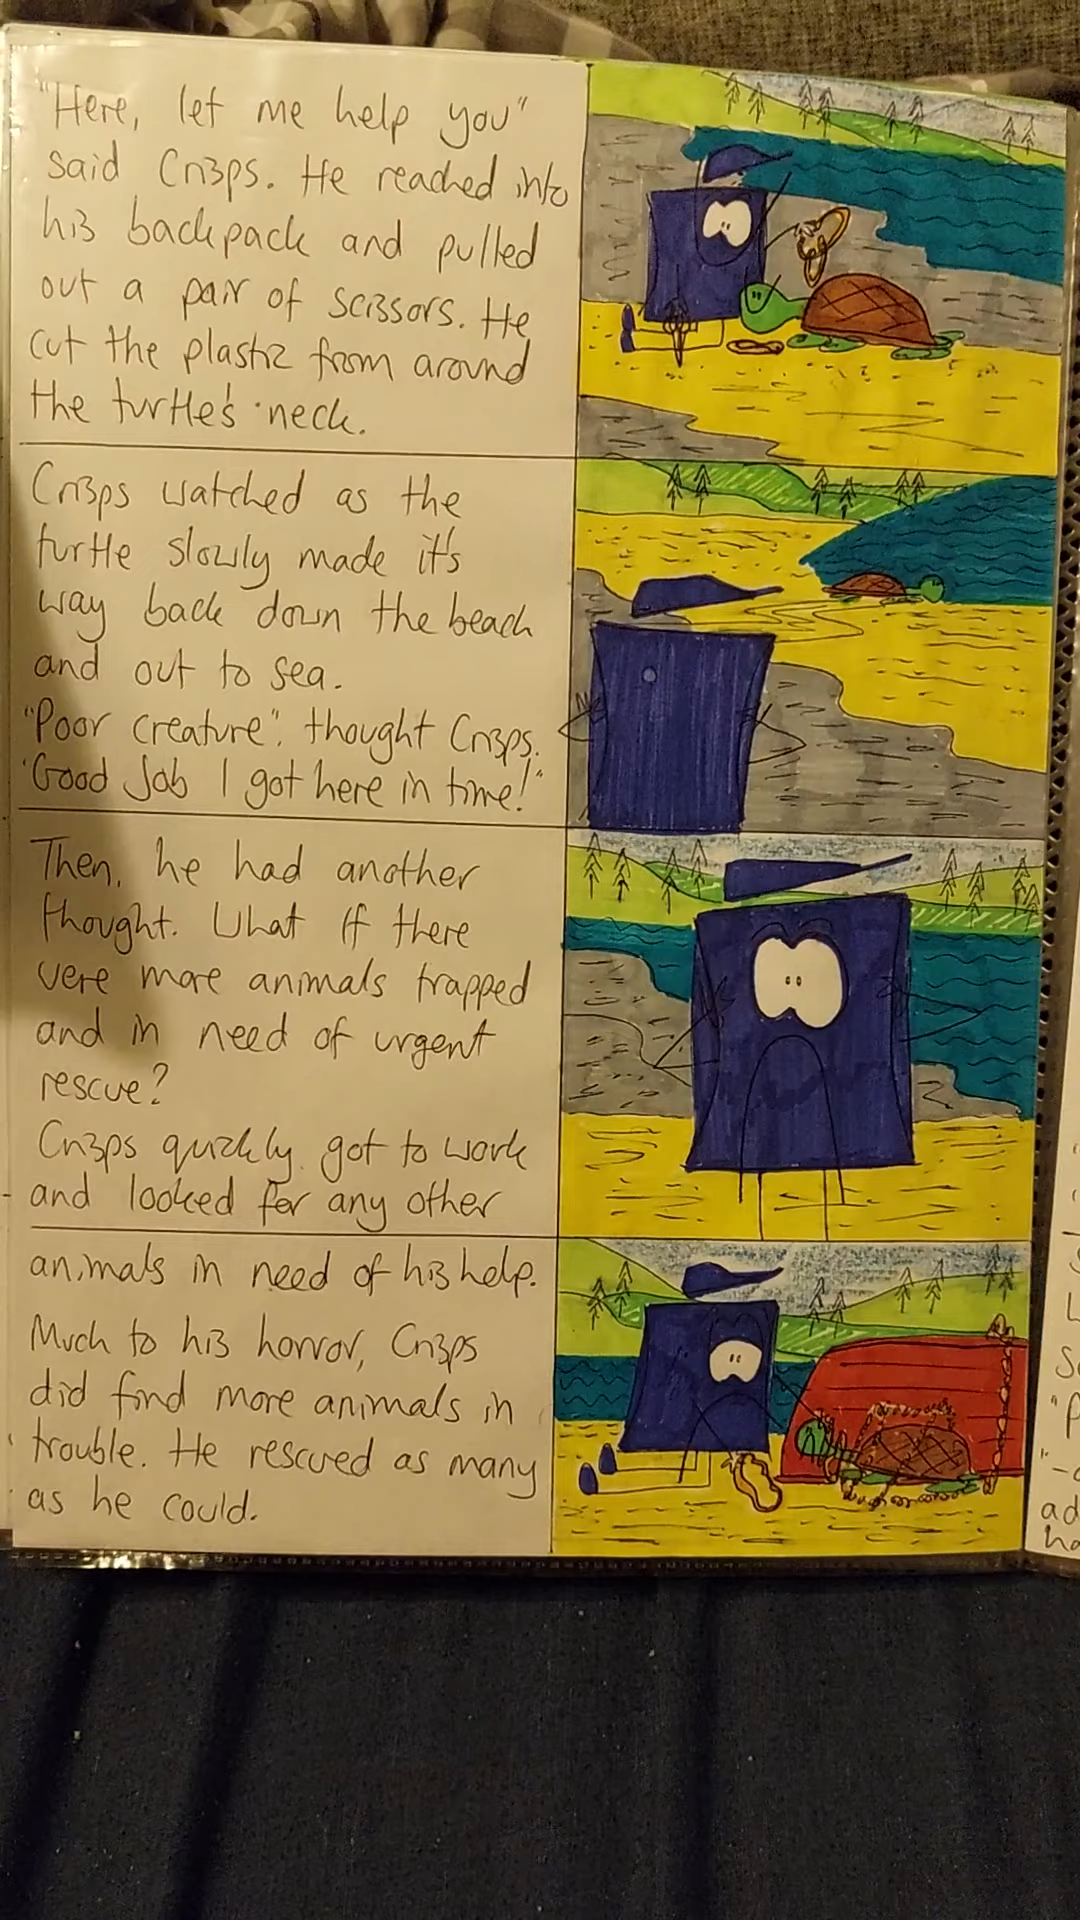 "Here, let me help you"
said Crisps. He reached into
his backpack and pulled
out a pair of scissors. He
cut the plastic from around
the turtle's neck.
Crisps watched as the
turtle slowly made it's
way back down the beach
and out to sea.
"Poor creature". thought Crisps.
"Good Job I got here in time!"
Then, he had another
thought. What if there
were more animals trapped
and in need of urgent
rescue?
Crisps quickly got to work
and looked for any other
animals in need of his help.
Much to his horror, Crisps
did find more animals in
trouble. He rescued as many
as he could.